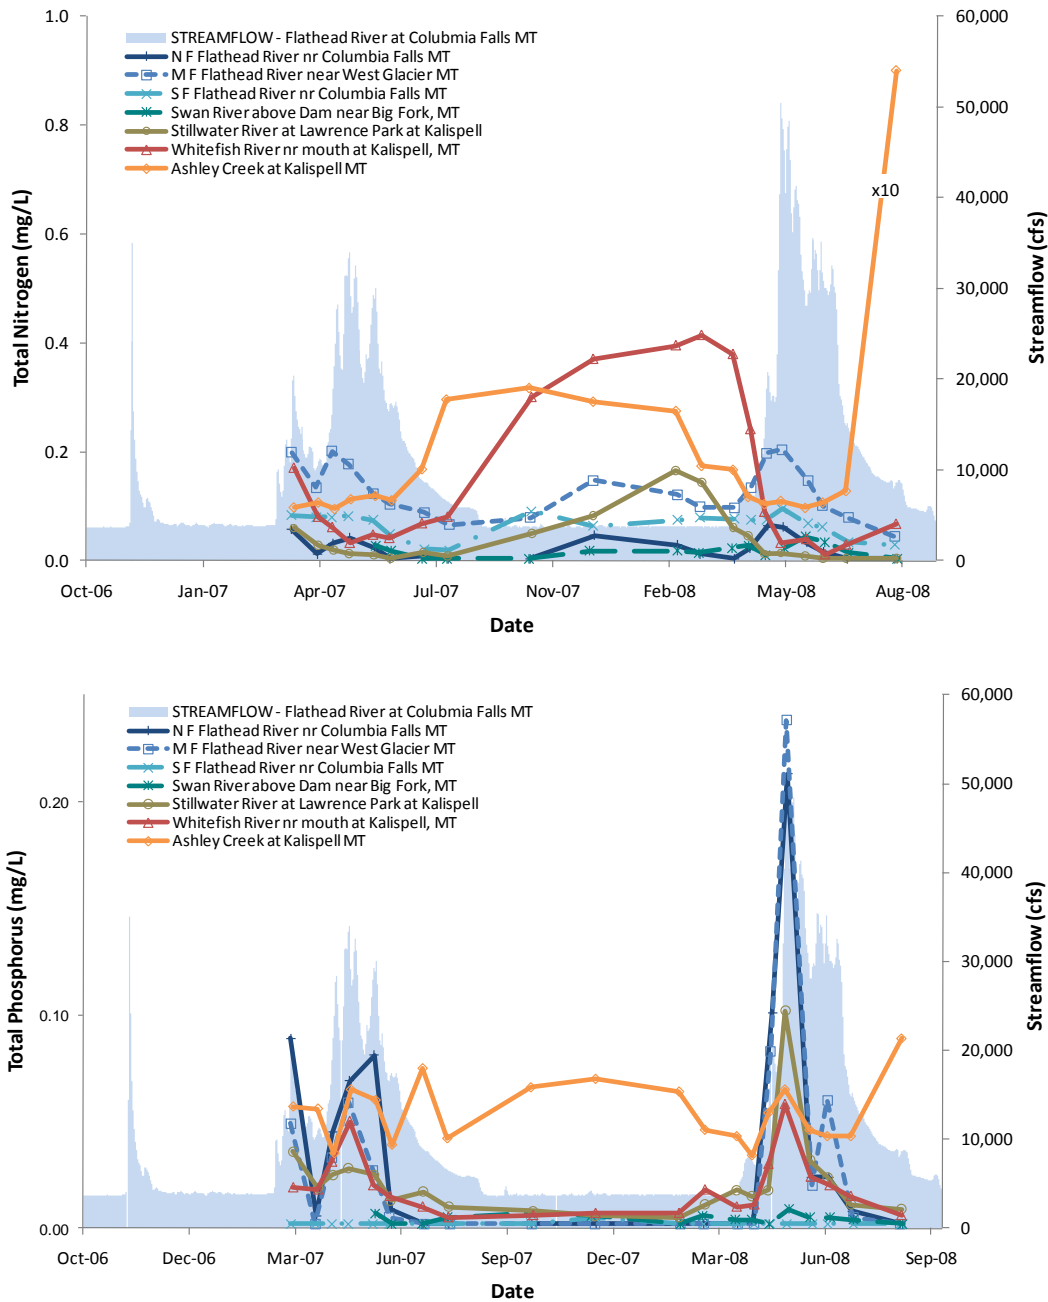 1.0
0.8
0.6
0.4
0.2
0.0
Total Nitrogen (mg/L)
STREAMFLOW - Flathead River at Colubmia Falls MT
N F Flathead River nr Columbia Falls MT
M F Flathead River near West Glacier MT
S F Flathead River nr Columbia Falls MT
Swan River above Dam near Big Fork, MT
Stillwater River at Lawrence Park at Kalispell
Whitefish River nr mouth at Kalispell, MT
Ashley Creek at Kalispell MT
x10
60,000
50,000
40,000
30,000
20,000
10,000
0
Streamflow (cfs)
Oct-06 Jan-07 Apr-07 Jul-07 Nov-07 Feb-08 May-08 Aug-08
Date
0.20
0.10
0.00
Total Phosphorus (mg/L)
STREAMFLOW - Flathead River at Colubmia Falls MT
N F Flathead River nr Columbia Falls MT
M F Flathead River near West Glacier MT
S F Flathead River nr Columbia Falls MT
Swan River above Dam near Big Fork, MT
Stillwater River at Lawrence Park at Kalispell
Whitefish River nr mouth at Kalispell, MT
Ashley Creek at Kalispell MT
60,000
50,000
40,000
30,000
20,000
10,000
0
Streamflow (cfs)
Oct-06 Dec-06 Mar-07 Jun-07 Sep-07 Dec-07 Mar-08 Jun-08 Sep-08
Date